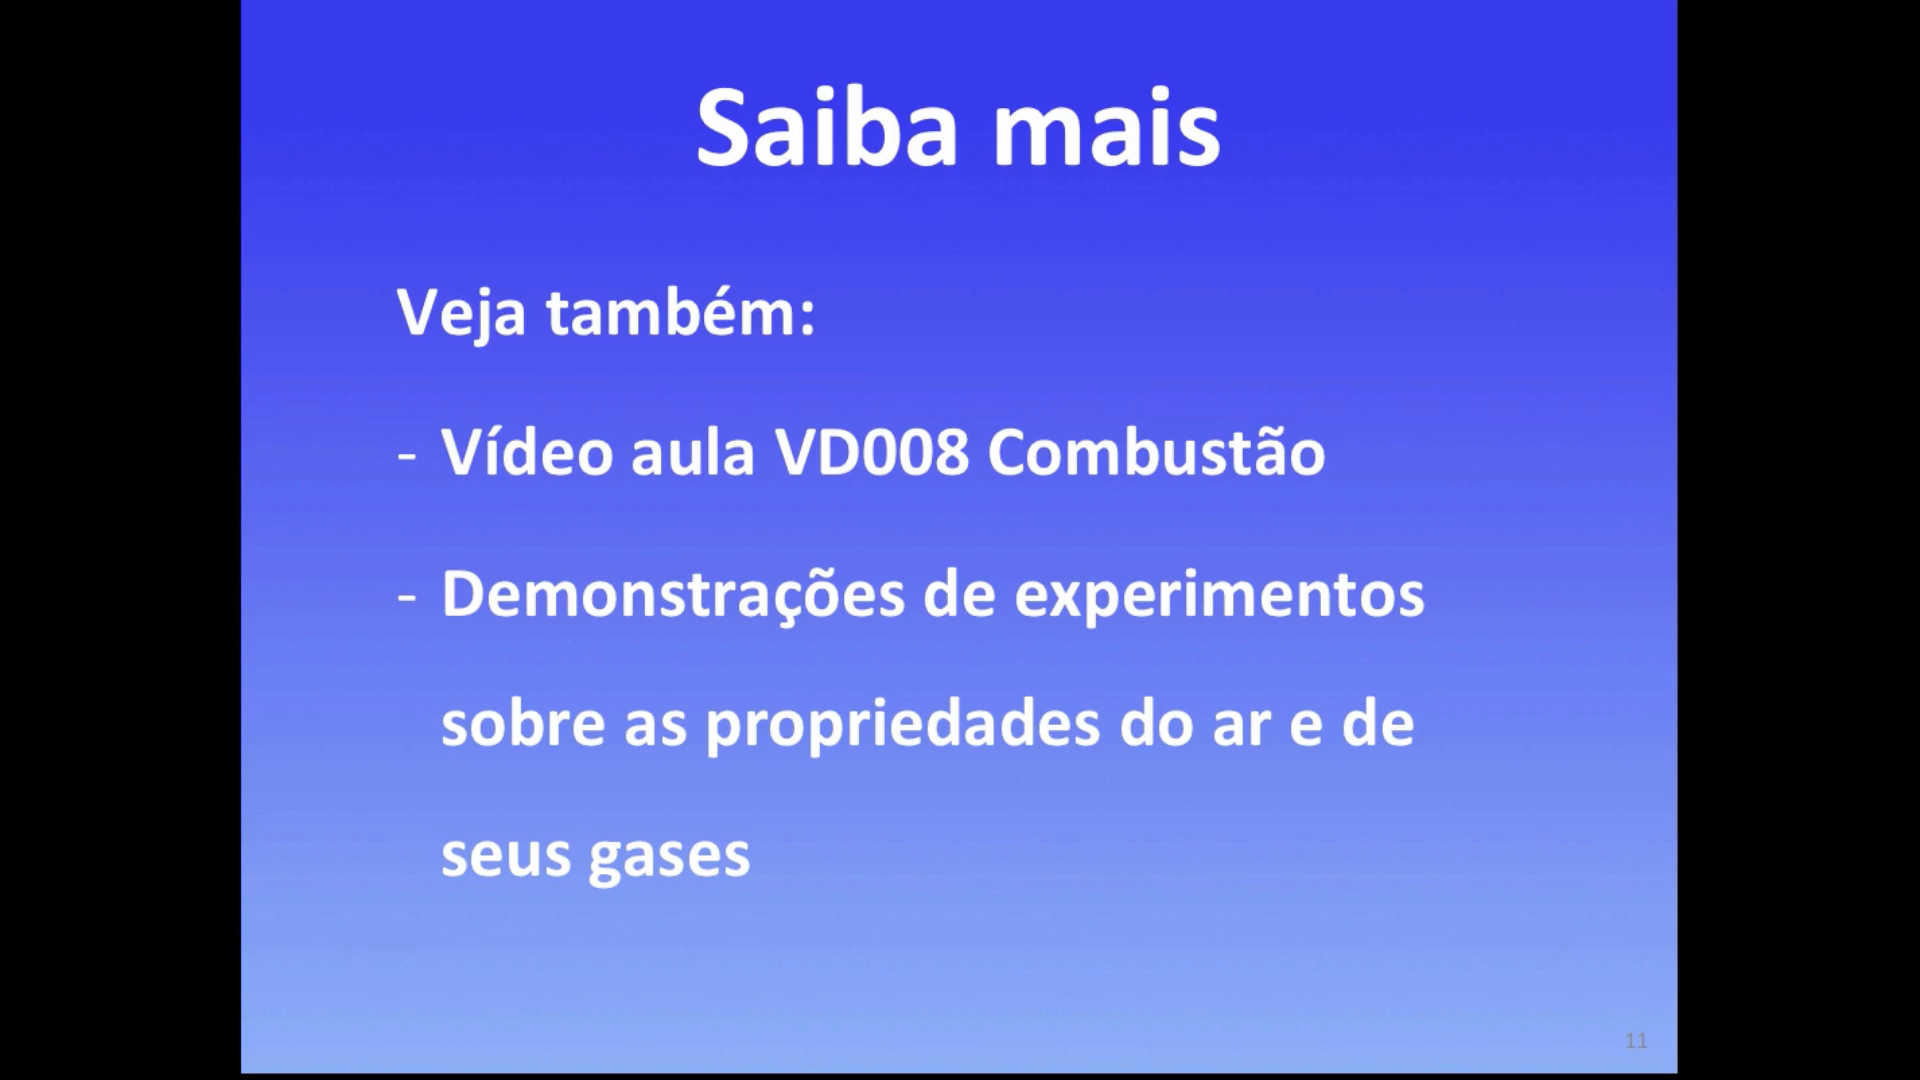 Saiba mais
Veja também:
- Vídeo aula VD008 Combustão
- Demonstrações de experimentos
sobre as propriedades do ar e de
seus gases
11